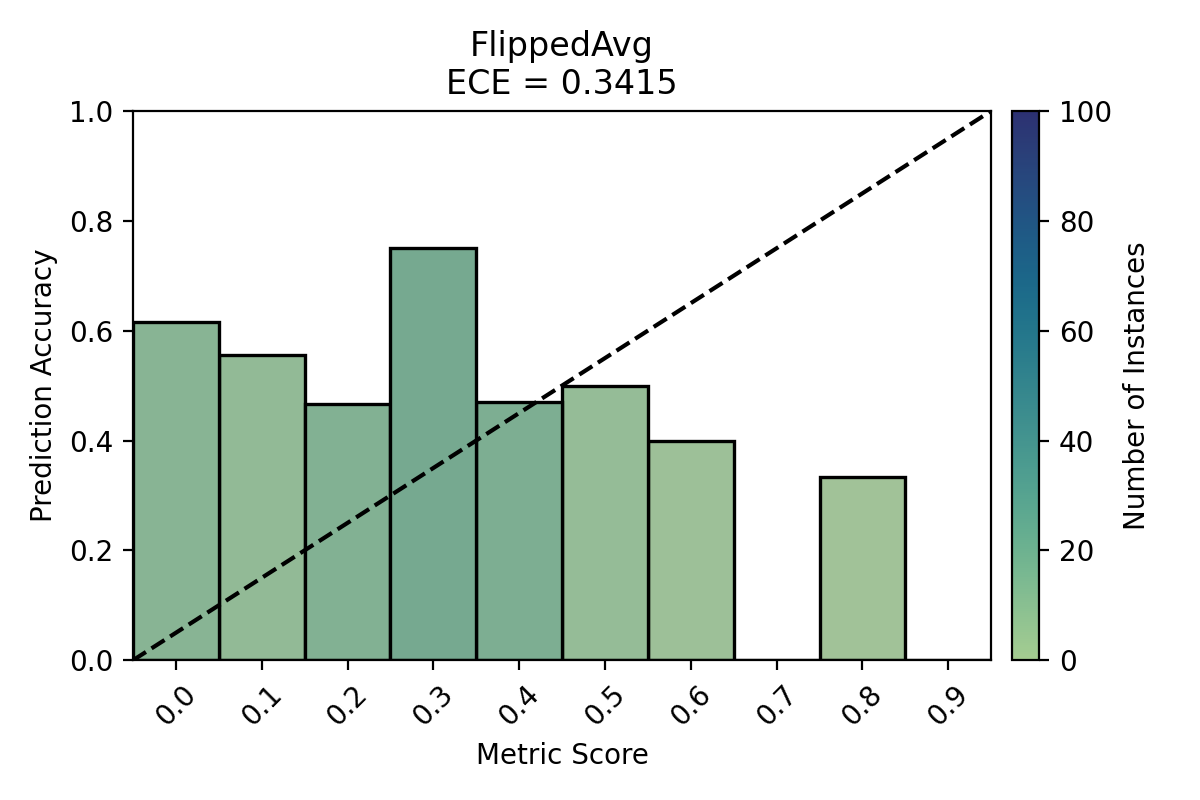 FlippedAvg
ECE = 0.3415
1.0
0.8
0.6
0.4
0.2
0.0
Prediction Accuracy
0.0 0.1 0.2 0.3 0.4 0.5 0.6 0.7 0.8 0.9
Metric Score
100
80
60
40
20
0
Number of Instances